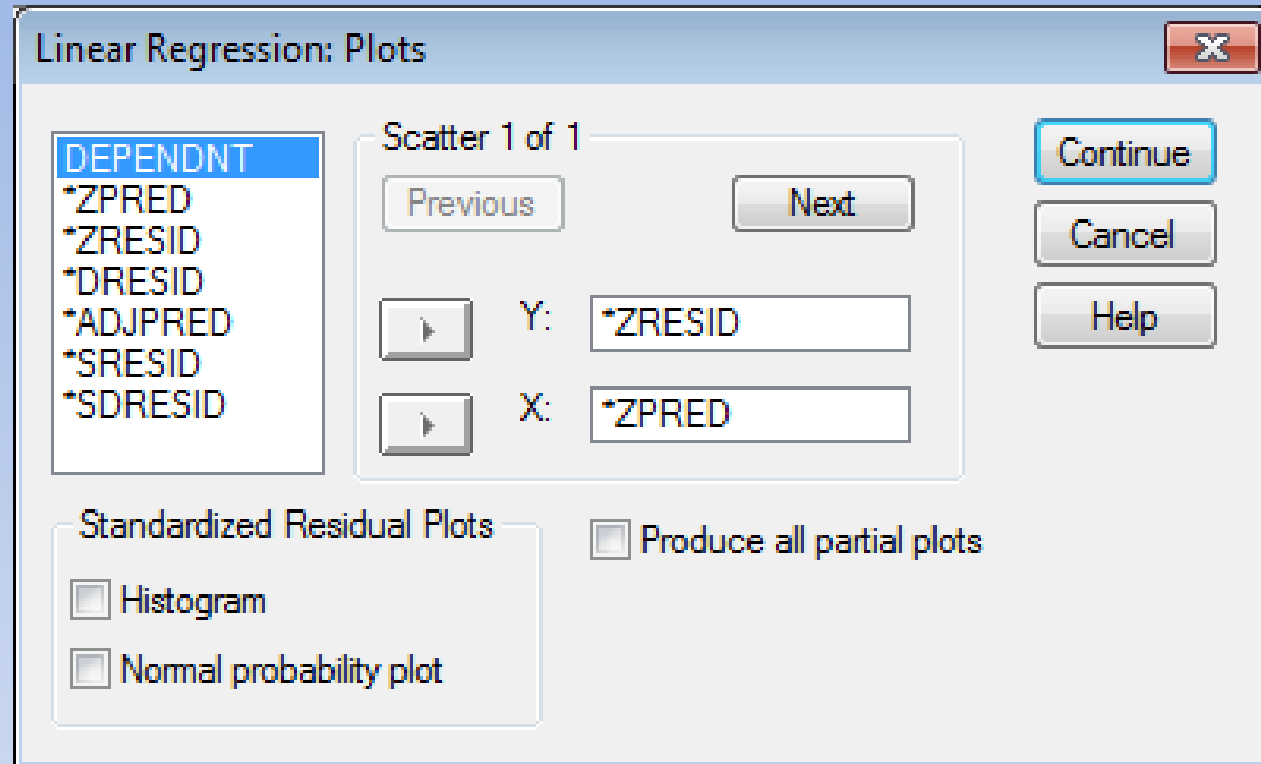 Linear Regression: Plots
DEPENDNT
*ZPRED
*ZRESID
*DRESID
*ADJPRED
*SRESID
*SDRESID
Scatter 1 of 1
Previous
Next
Y: *ZRESID
X: *ZPRED
Continue
Cancel
Help
Standardized Residual Plots
Histogram
Normal probability plot
Produce all partial plots